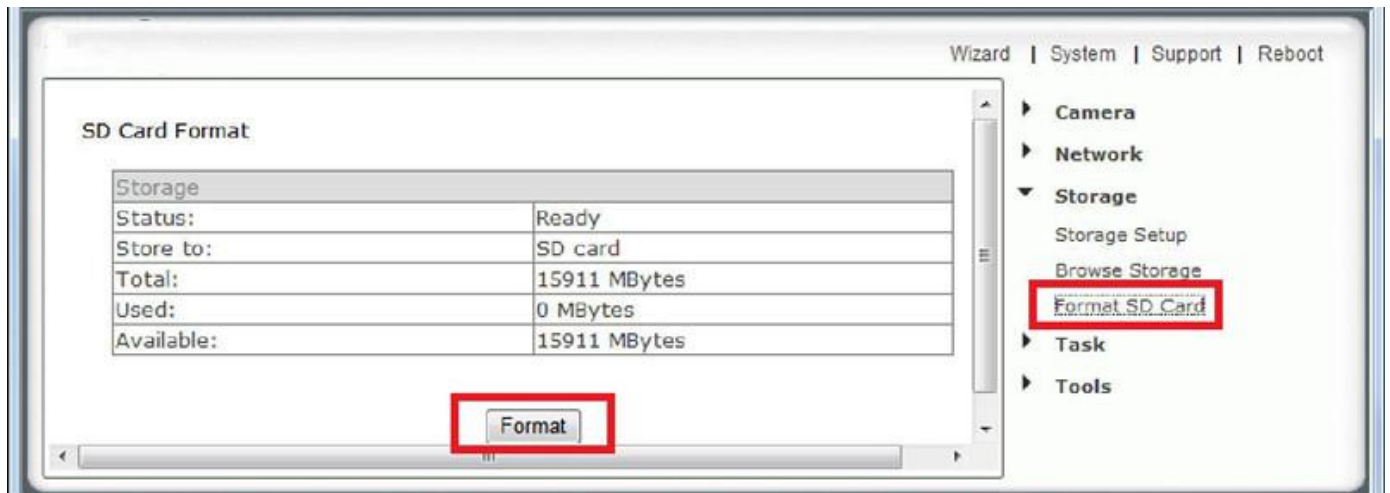 Wizard | System | Support | Reboot
SD Card Format
Storage
Status: Ready
Store to: SD card
Total: 15911 MBytes
Used: 0 MBytes
Available: 15911 MBytes
Format
Camera
Network
Storage
Storage Setup
Browse Storage
Format SD Card
Task
Tools